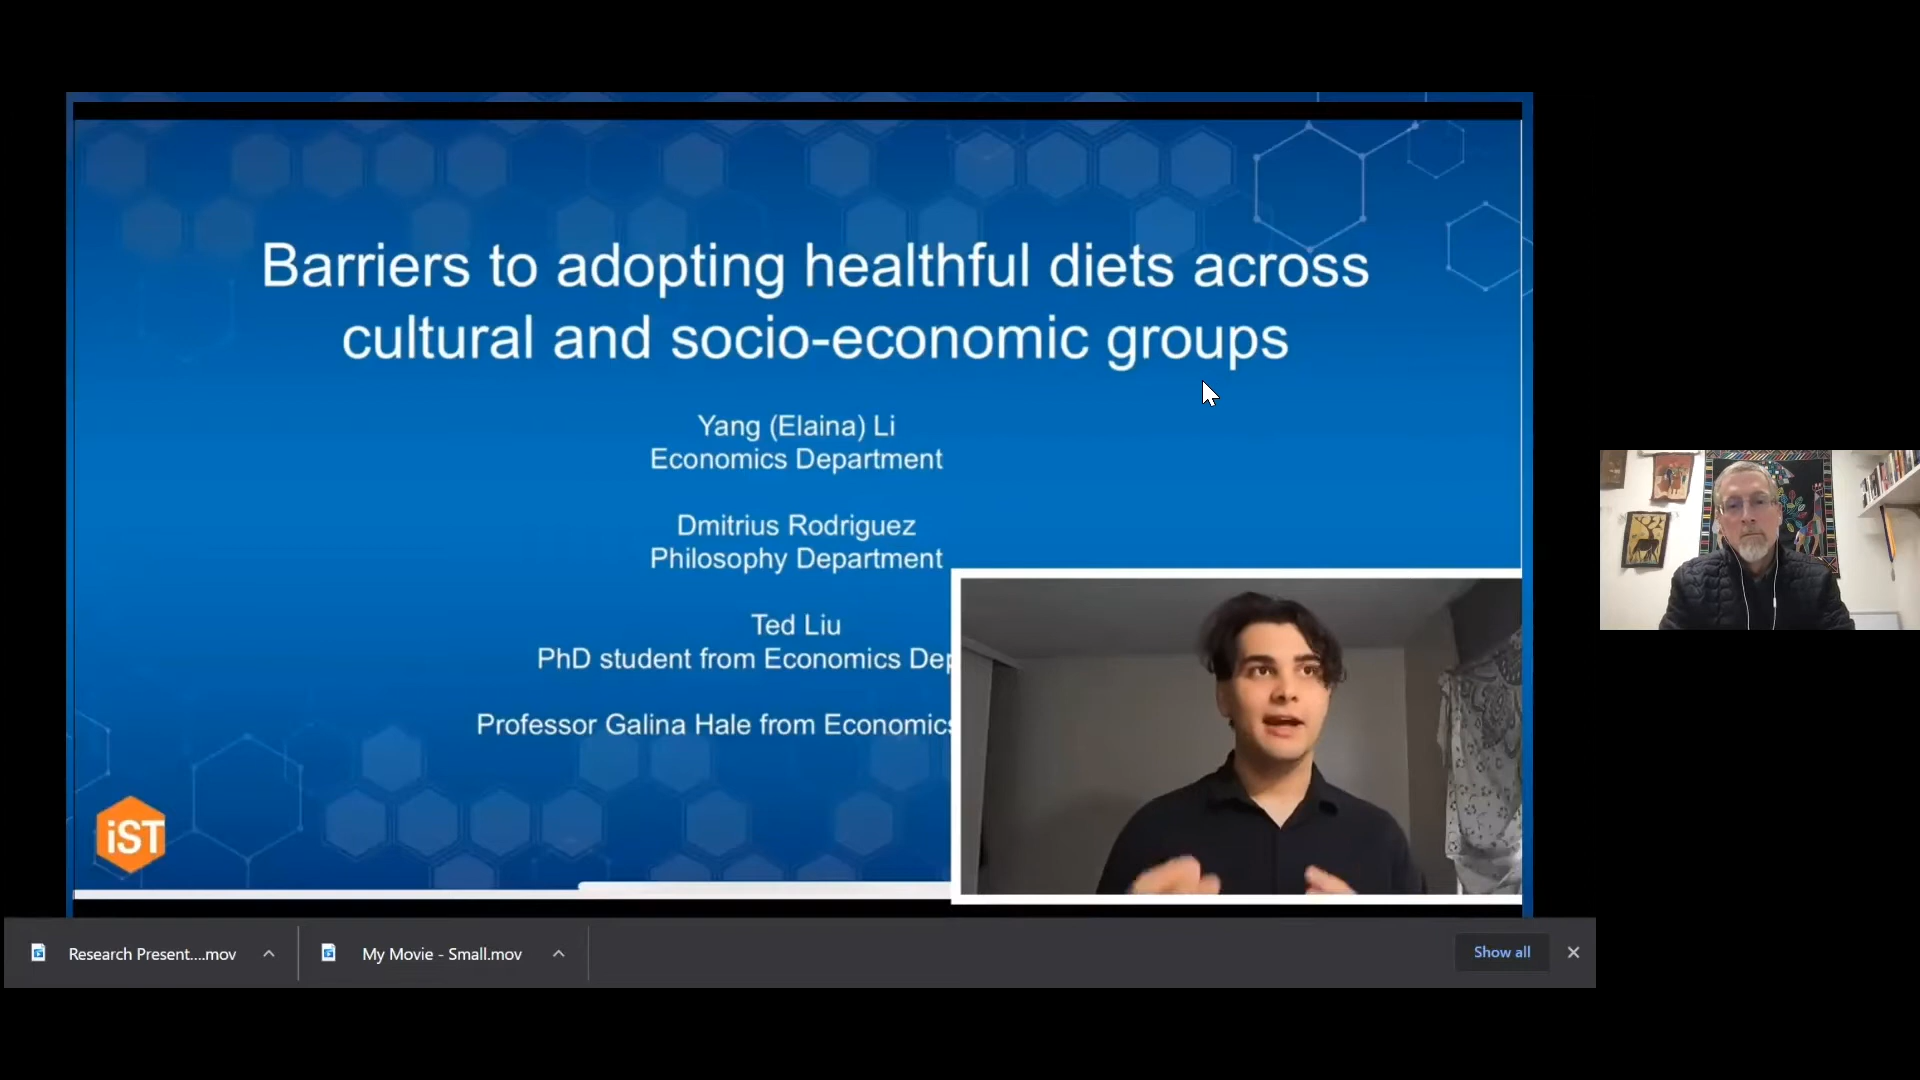 Barriers to adopting healthful diets across
cultural and socio-economic groups
Yang (Elaina) Li
Economics Department
Dmitrius Rodriguez
Philosophy Department
Ted Liu
PhD student from Economics Dep
Professor Galina Hale from Economics
iST
Research Present....mov
My Movie - Small.mov
Show all